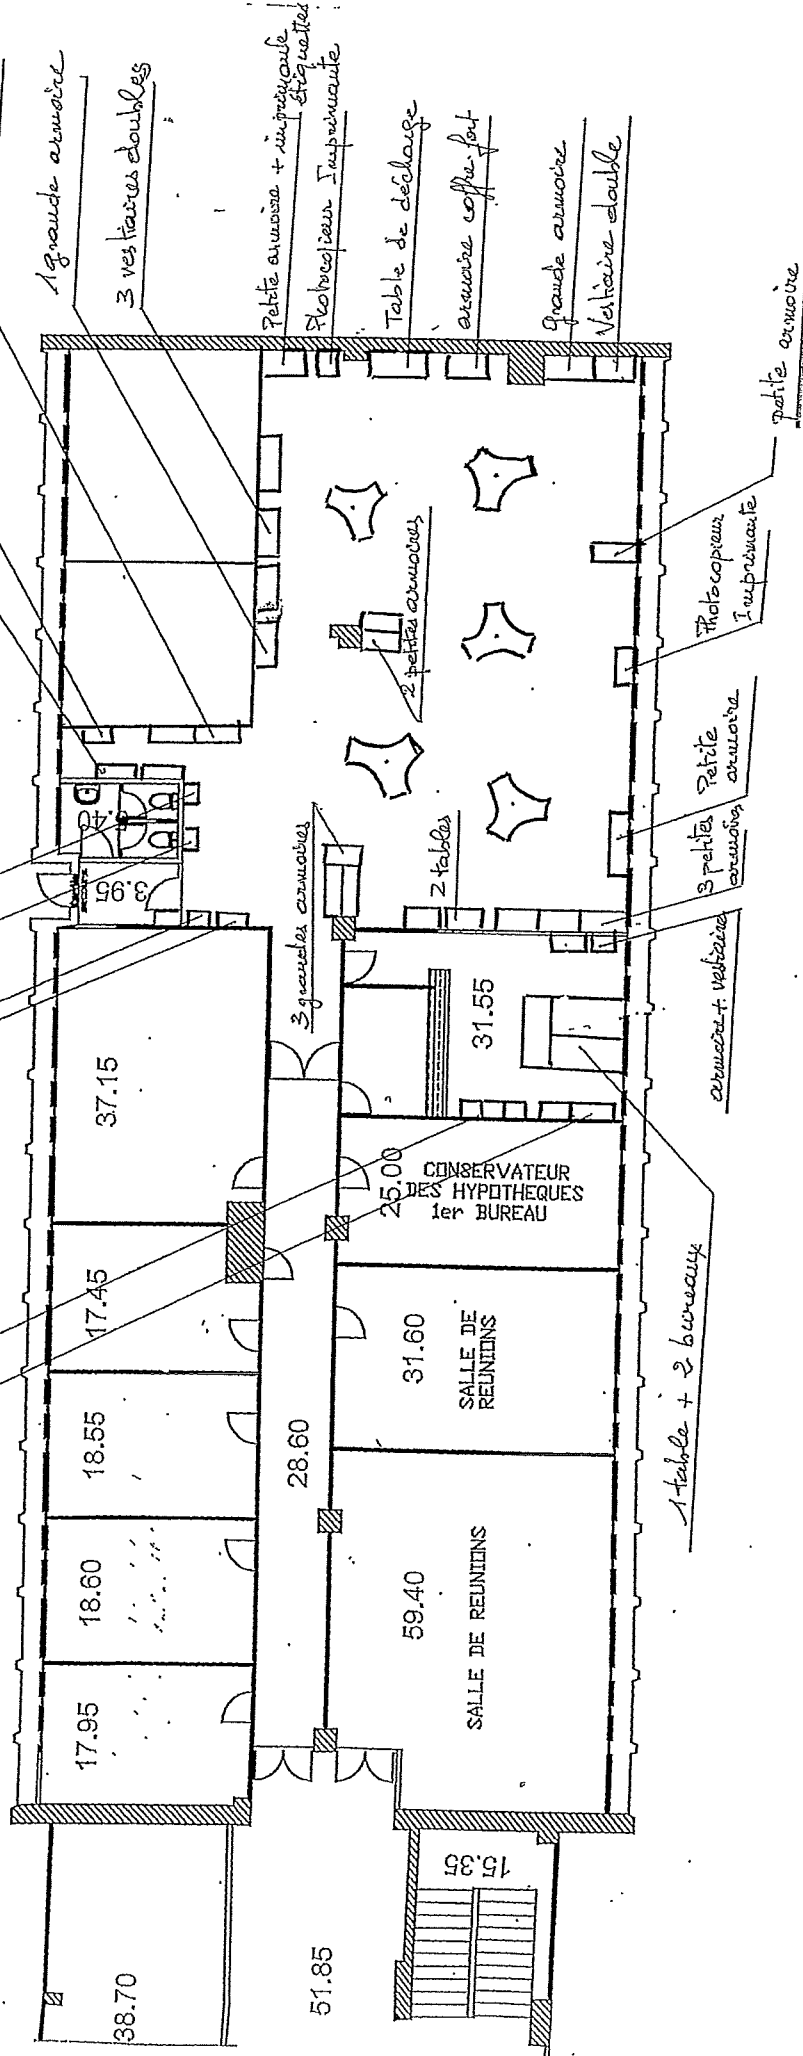 1 grande armoire
3 vestiaires doubles
Petite armoire + imprimante
étiquettes
Photocopieur Imprimante
Table de décharge
armoire coffre-fort
grande armoire
Vestiaire double
petite armoire
2 petites armoires
Photocopieur
Imprimante
Petite
armoire
3 petites
armoires
armoire + vestiaire
2 tables
3 grandes armoires
3.95
37.15
31.55
25.00
CONSERVATEUR
DES HYPOTHEQUES
1er BUREAU
17.45
31.60
SALLE DE
REUNIONS
1 table + 2 bureaux
18.55
28.60
18.60
59.40
SALLE DE REUNIONS
17.95
15.35
38.70
51.85